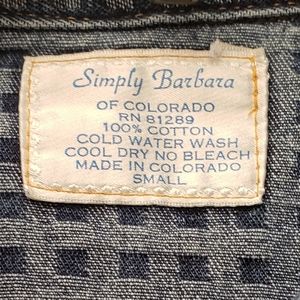 Simply Barbara
OF COLORADO
RN 81289
100% COTTON
COLD WATER WASH
COOL DRY NO BLEACH
MADE IN COLORADO
SMALL